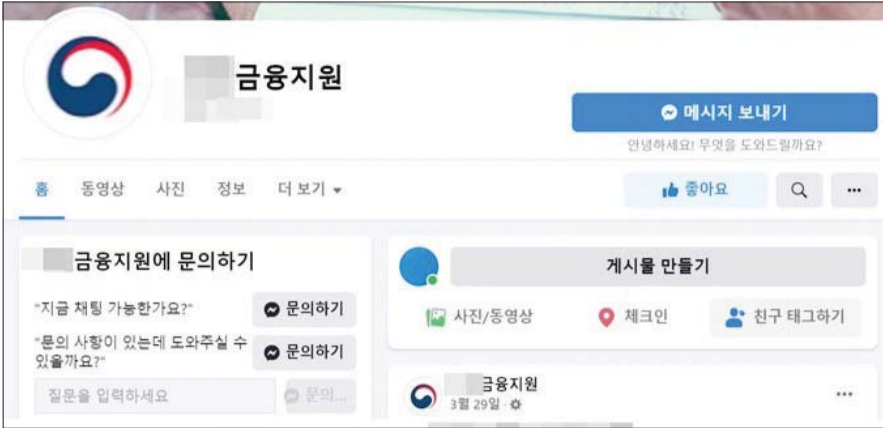 금융지원
메시지 보내기
안녕하세요! 무엇을 도와드릴까요?
홈 동영상 사진 정보 더 보기
좋아요
금융지원에 문의하기
"지금 채팅 가능한가요?" 문의하기
"문의 사항이 있는데 도와주실 수 있을까요?" 문의하기
질문을 입력하세요 문의...
게시물 만들기
사진/동영상 체크인 친구 태그하기
금융지원
3월 29일 ·